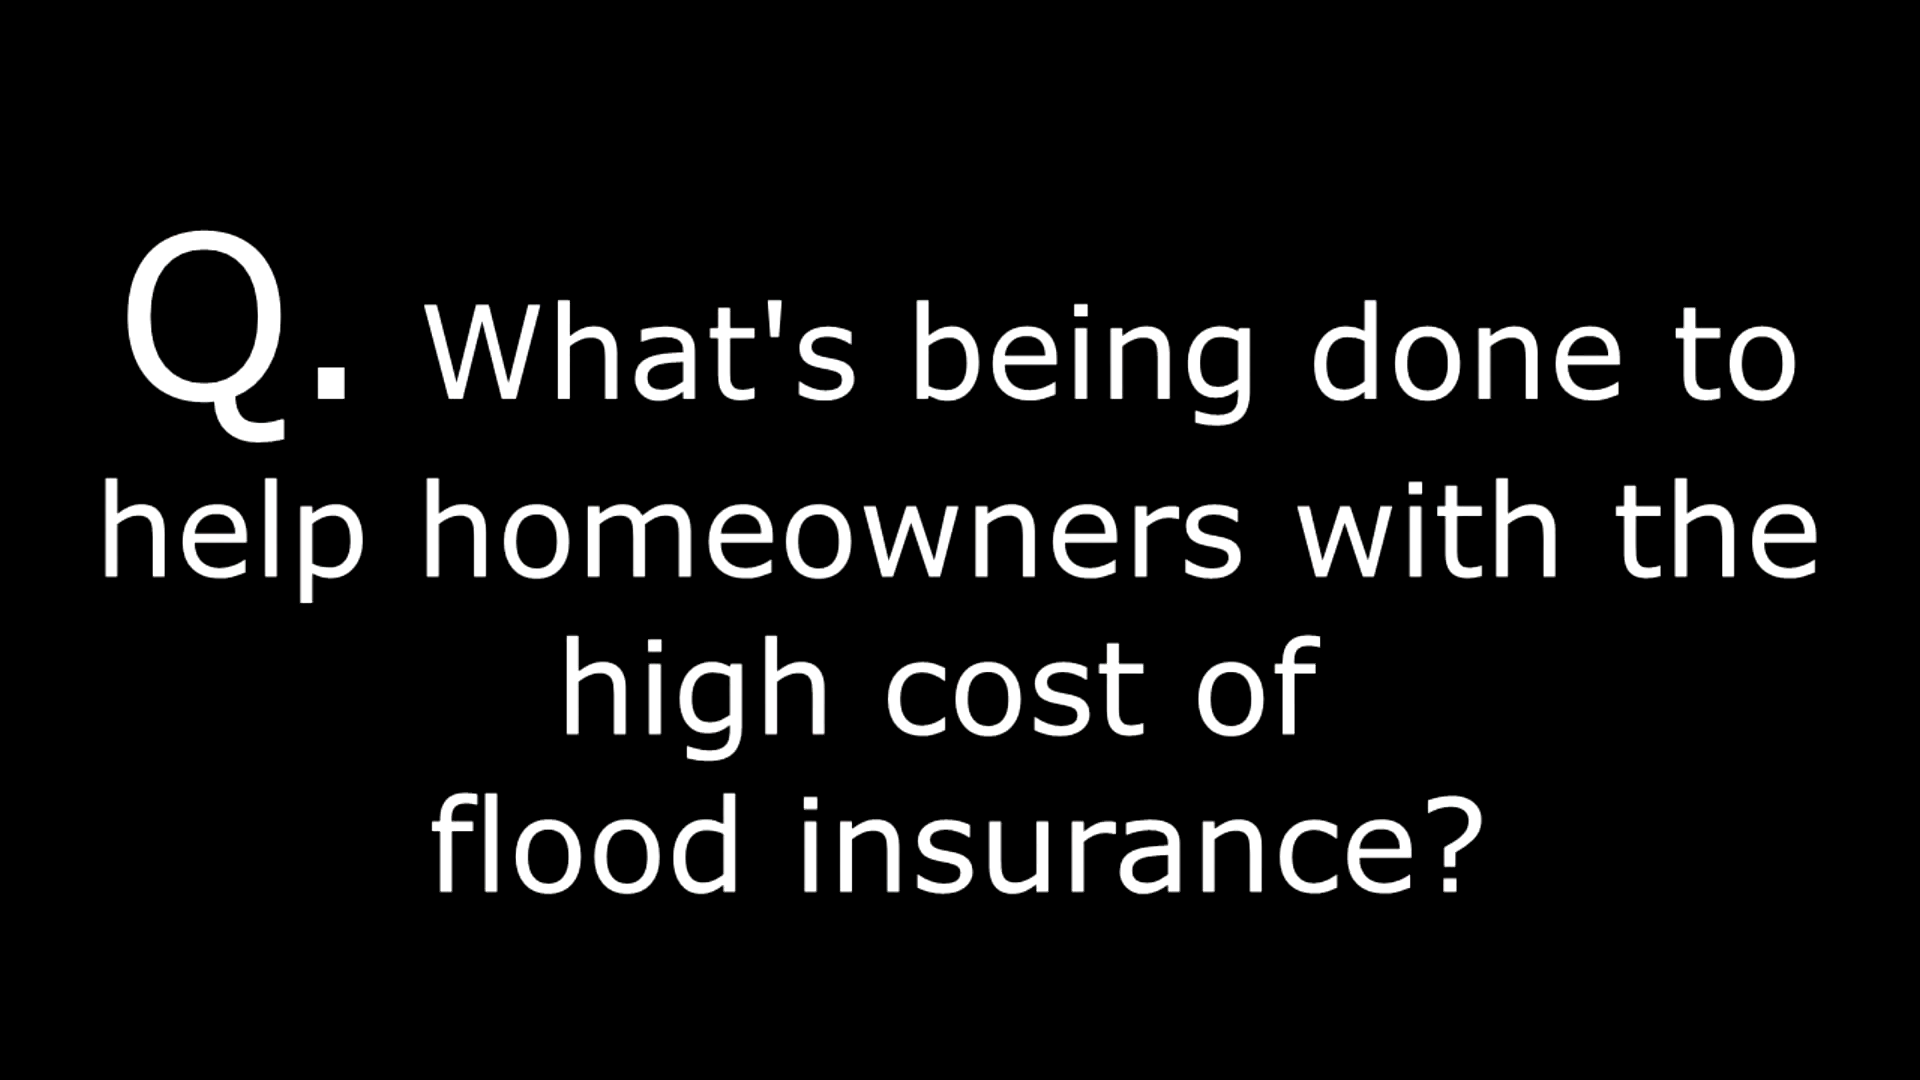 Q. What's being done to
help homeowners with the
high cost of
flood insurance?